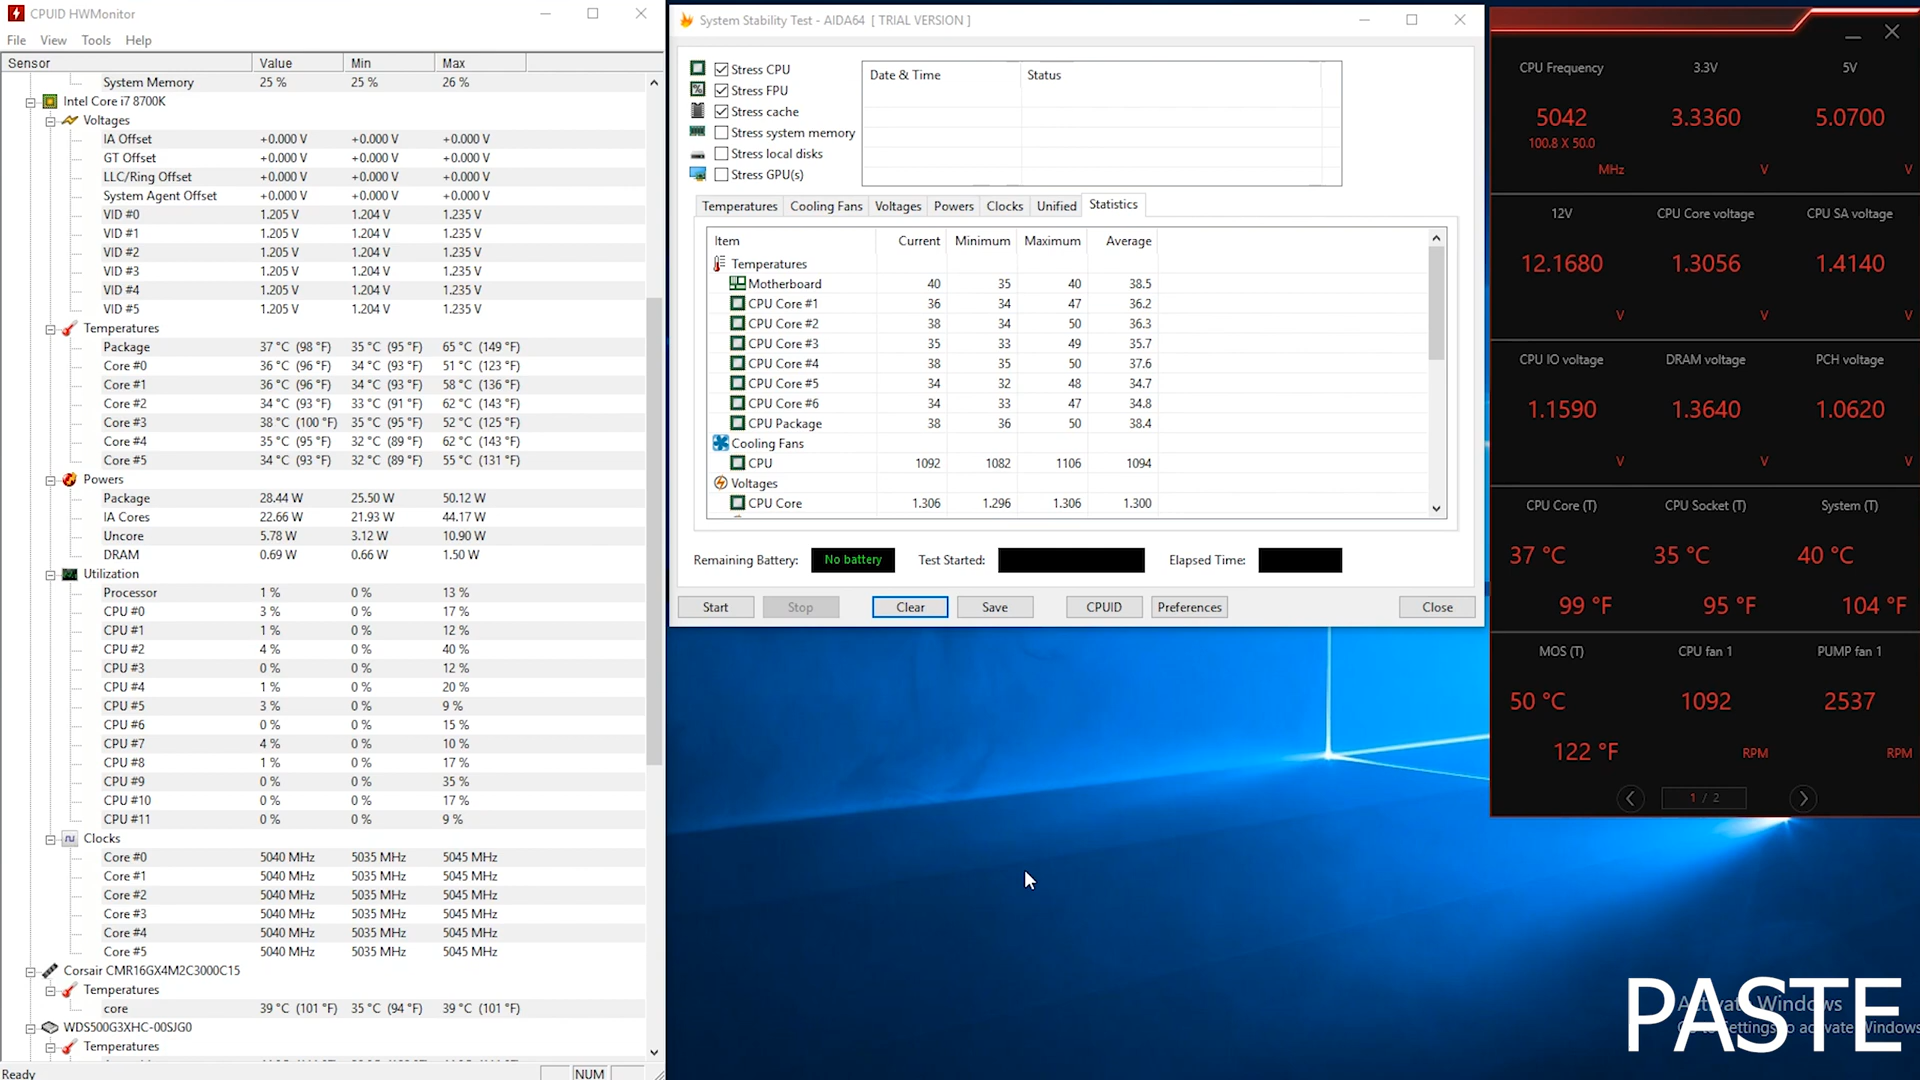 CPUID HWMonitor
File View Tools Help
Sensor Value Min Max
System Memory 25 % 25 % 26 %
Intel Core i7 8700K
Voltages
IA Offset +0.000 V +0.000 V +0.000 V
GT Offset +0.000 V +0.000 V +0.000 V
LLC/Ring Offset +0.000 V +0.000 V +0.000 V
System Agent Offset +0.000 V +0.000 V +0.000 V
VID #0 1.205 V 1.204 V 1.235 V
VID #1 1.205 V 1.204 V 1.235 V
VID #2 1.205 V 1.204 V 1.235 V
VID #3 1.205 V 1.204 V 1.235 V
VID #4 1.205 V 1.204 V 1.235 V
VID #5 1.205 V 1.204 V 1.235 V
Temperatures
Package 37 °C (98 °F) 35 °C (95 °F) 65 °C (149 °F)
Core #0 36 °C (96 °F) 34 °C (93 °F) 51 °C (123 °F)
Core #1 36 °C (96 °F) 34 °C (93 °F) 58 °C (136 °F)
Core #2 34 °C (93 °F) 33 °C (91 °F) 62 °C (143 °F)
Core #3 38 °C (100 °F) 35 °C (95 °F) 52 °C (125 °F)
Core #4 35 °C (95 °F) 32 °C (89 °F) 62 °C (143 °F)
Core #5 34 °C (93 °F) 32 °C (89 °F) 55 °C (131 °F)
Powers
Package 28.44 W 25.50 W 50.12 W
IA Cores 22.66 W 21.93 W 44.17 W
Uncore 5.78 W 3.12 W 10.90 W
DRAM 0.69 W 0.66 W 1.50 W
Utilization
Processor 1 % 0 % 13 %
CPU #0 3 % 0 % 17 %
CPU #1 1 % 0 % 12 %
CPU #2 4 % 0 % 40 %
CPU #3 0 % 0 % 12 %
CPU #4 1 % 0 % 20 %
CPU #5 3 % 0 % 9 %
CPU #6 0 % 0 % 15 %
CPU #7 4 % 0 % 10 %
CPU #8 1 % 0 % 17 %
CPU #9 0 % 0 % 35 %
CPU #10 0 % 0 % 17 %
CPU #11 0 % 0 % 9 %
Clocks
Core #0 5040 MHz 5035 MHz 5045 MHz
Core #1 5040 MHz 5035 MHz 5045 MHz
Core #2 5040 MHz 5035 MHz 5045 MHz
Core #3 5040 MHz 5035 MHz 5045 MHz
Core #4 5040 MHz 5035 MHz 5045 MHz
Core #5 5040 MHz 5035 MHz 5045 MHz
Corsair CMR16GX4M2C3000C15
Temperatures
core 39 °C (101 °F) 35 °C (94 °F) 39 °C (101 °F)
WDS500G3XHC-00SJG0
Temperatures
Ready NUM
System Stability Test - AIDA64 [ TRIAL VERSION ]
Stress CPU
Stress FPU
Stress cache
Stress system memory
Stress local disks
Stress GPU(s)
Date & Time Status
Temperatures Cooling Fans Voltages Powers Clocks Unified Statistics
Item Current Minimum Maximum Average
Temperatures
Motherboard 40 35 40 38.5
CPU Core #1 36 34 47 36.2
CPU Core #2 38 34 50 36.3
CPU Core #3 35 33 49 35.7
CPU Core #4 38 35 50 37.6
CPU Core #5 34 32 48 34.7
CPU Core #6 34 33 47 34.8
CPU Package 38 36 50 38.4
Cooling Fans
CPU 1092 1082 1106 1094
Voltages
CPU Core 1.306 1.296 1.306 1.300
Remaining Battery: No battery Test Started: Elapsed Time:
Start Stop Clear Save CPUID Preferences Close
CPU Frequency 3.3V 5V
5042 3.3360 5.0700
100.8 X 50.0
MHz V V
12V CPU Core voltage CPU SA voltage
12.1680 1.3056 1.4140
V V V
CPU IO voltage DRAM voltage PCH voltage
1.1590 1.3640 1.0620
V V V
CPU Core (T) CPU Socket (T) System (T)
37 °C 35 °C 40 °C
99 °F 95 °F 104 °F
MOS (T) CPU fan 1 PUMP fan 1
50 °C 1092 2537
122 °F RPM RPM
1 / 2
PASTE
Activate Windows
Go to Settings to activate Windows